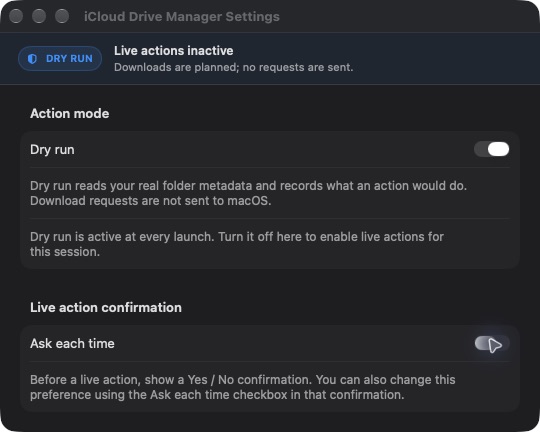 iCloud Drive Manager Settings
DRY RUN
Live actions inactive
Downloads are planned; no requests are sent.
Action mode
Dry run
Dry run reads your real folder metadata and records what an action would do.
Download requests are not sent to macOS.
Dry run is active at every launch. Turn it off here to enable live actions for
this session.
Live action confirmation
Ask each time
Before a live action, show a Yes / No confirmation. You can also change this
preference using the Ask each time checkbox in that confirmation.